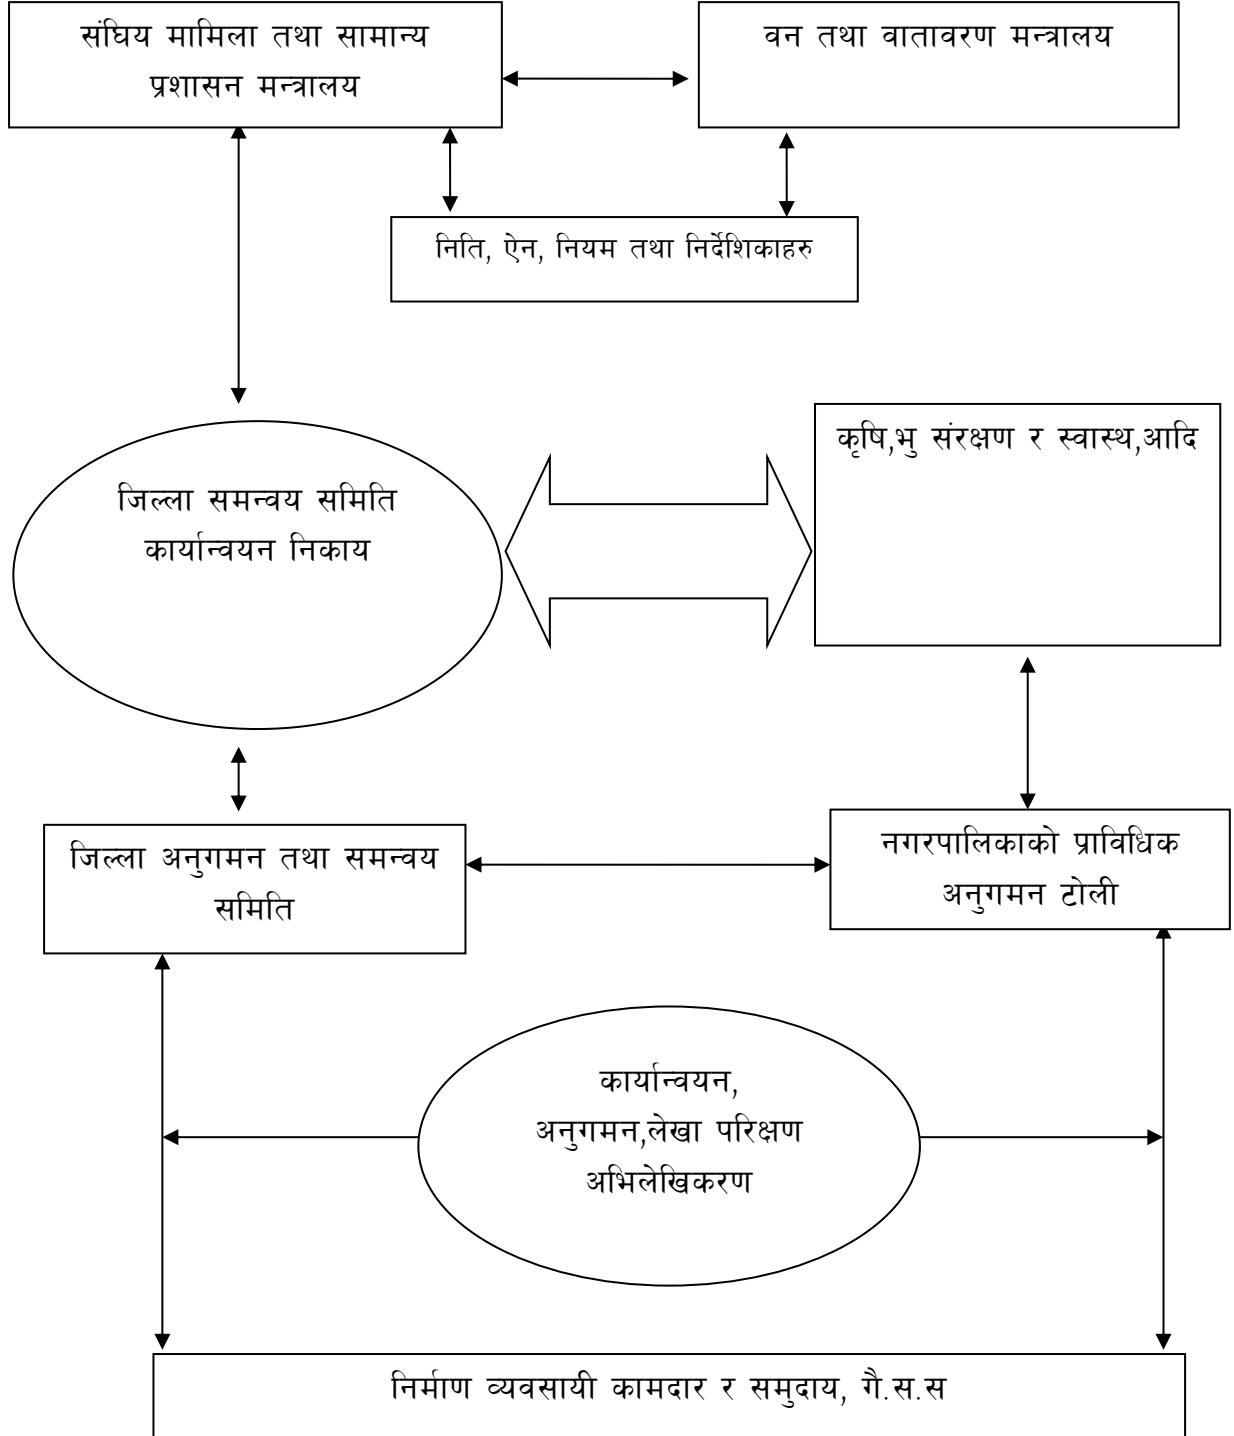 संघिय मामिला तथा सामान्य
प्रशासन मन्त्रालय
वन तथा वातावरण मन्त्रालय
निति, ऐन, नियम तथा निर्देशिकाहरु
कृषि,भु संरक्षण र स्वास्थ,आदि
जिल्ला समन्वय समिति
कार्यान्वयन निकाय
जिल्ला अनुगमन तथा समन्वय
समिति
नगरपालिकाको प्राविधिक
अनुगमन टोली
कार्यान्वयन,
अनुगमन,लेखा परिक्षण
अभिलेखिकरण
निर्माण व्यवसायी कामदार र समुदाय, गै.स.स